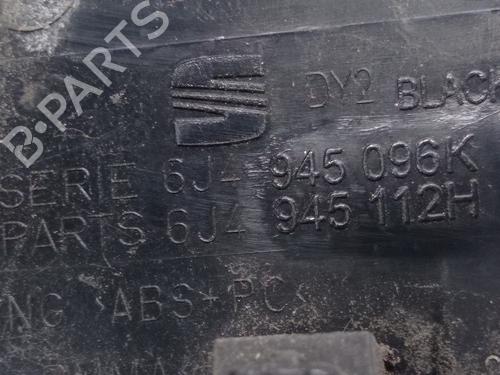 B-PARTS
DY2 BLACK
SERIE 6J4 945 096K
PARTS 6J4 945 112H
>ABS+PC<